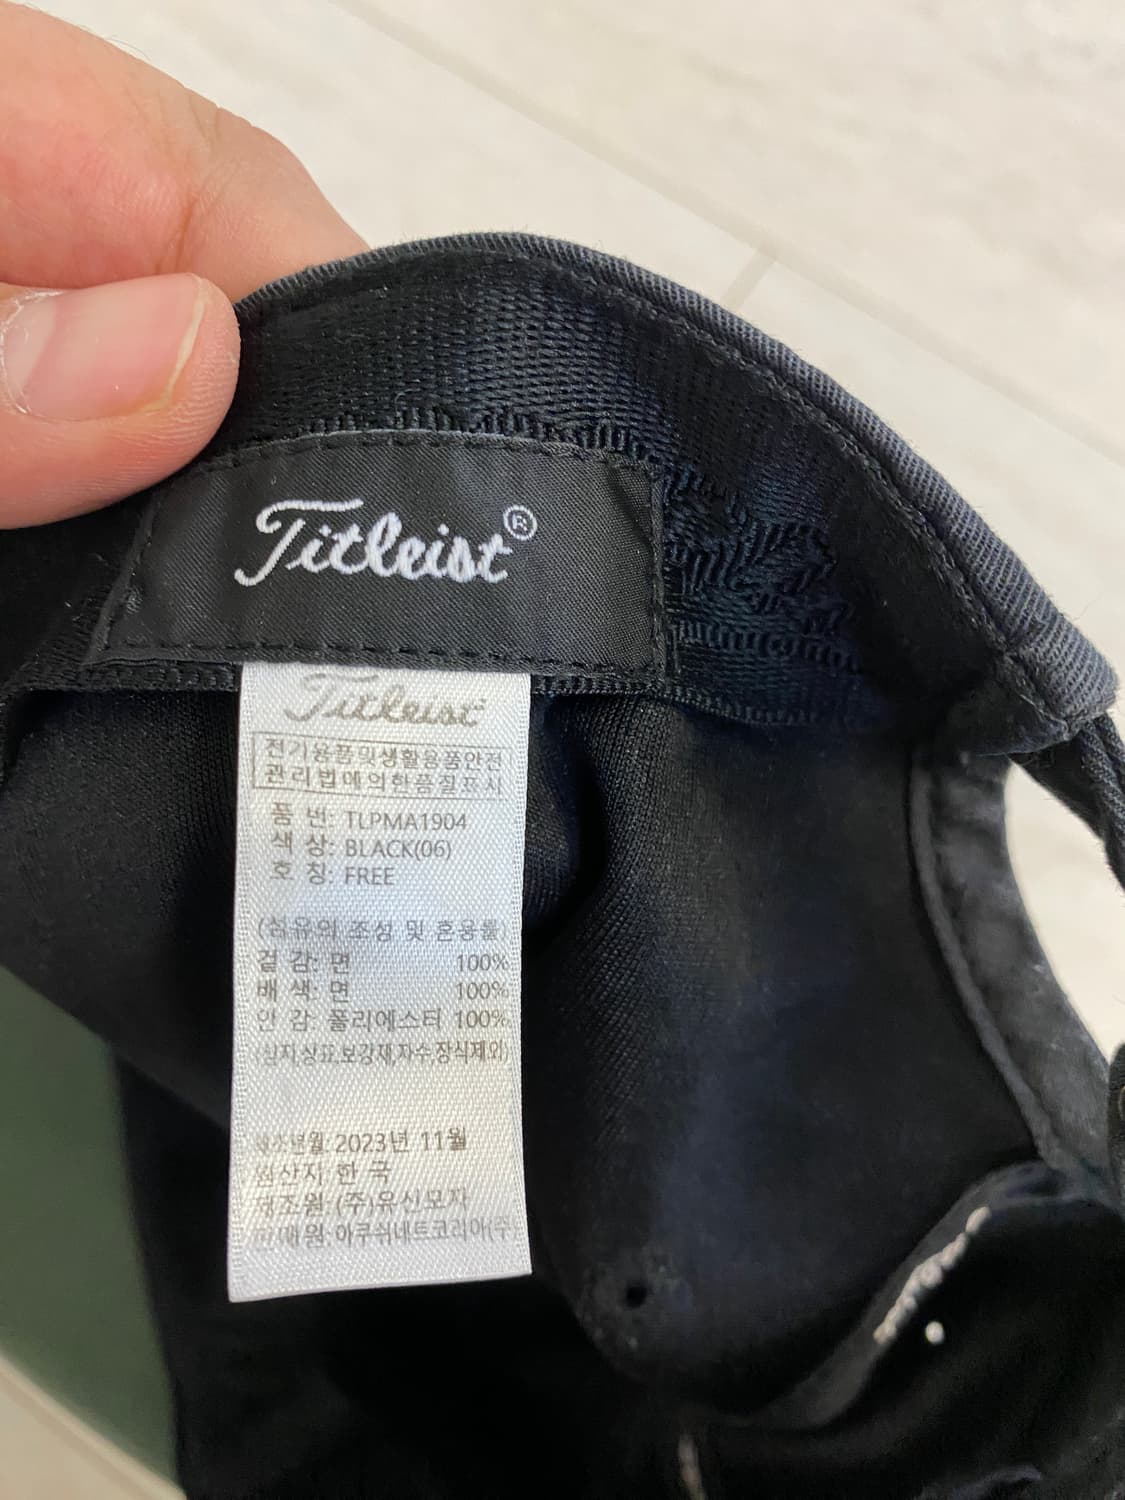 Titleist®
Titleist
전기용품및생활용품안전
관리법에의한품질표시
품 번: TLPMA1904
색 상: BLACK(06)
호 칭: FREE
(섬유의 조성 및 혼용률)
겉 감: 면 100%
배 색: 면 100%
안 감: 폴리에스터 100%
(심지,상표,보강재,자수,장식제외)
제조년월: 2023년 11월
원산지: 한 국
제조원: (주)유신모자
판매원: 아쿠쉬네트코리아(주)